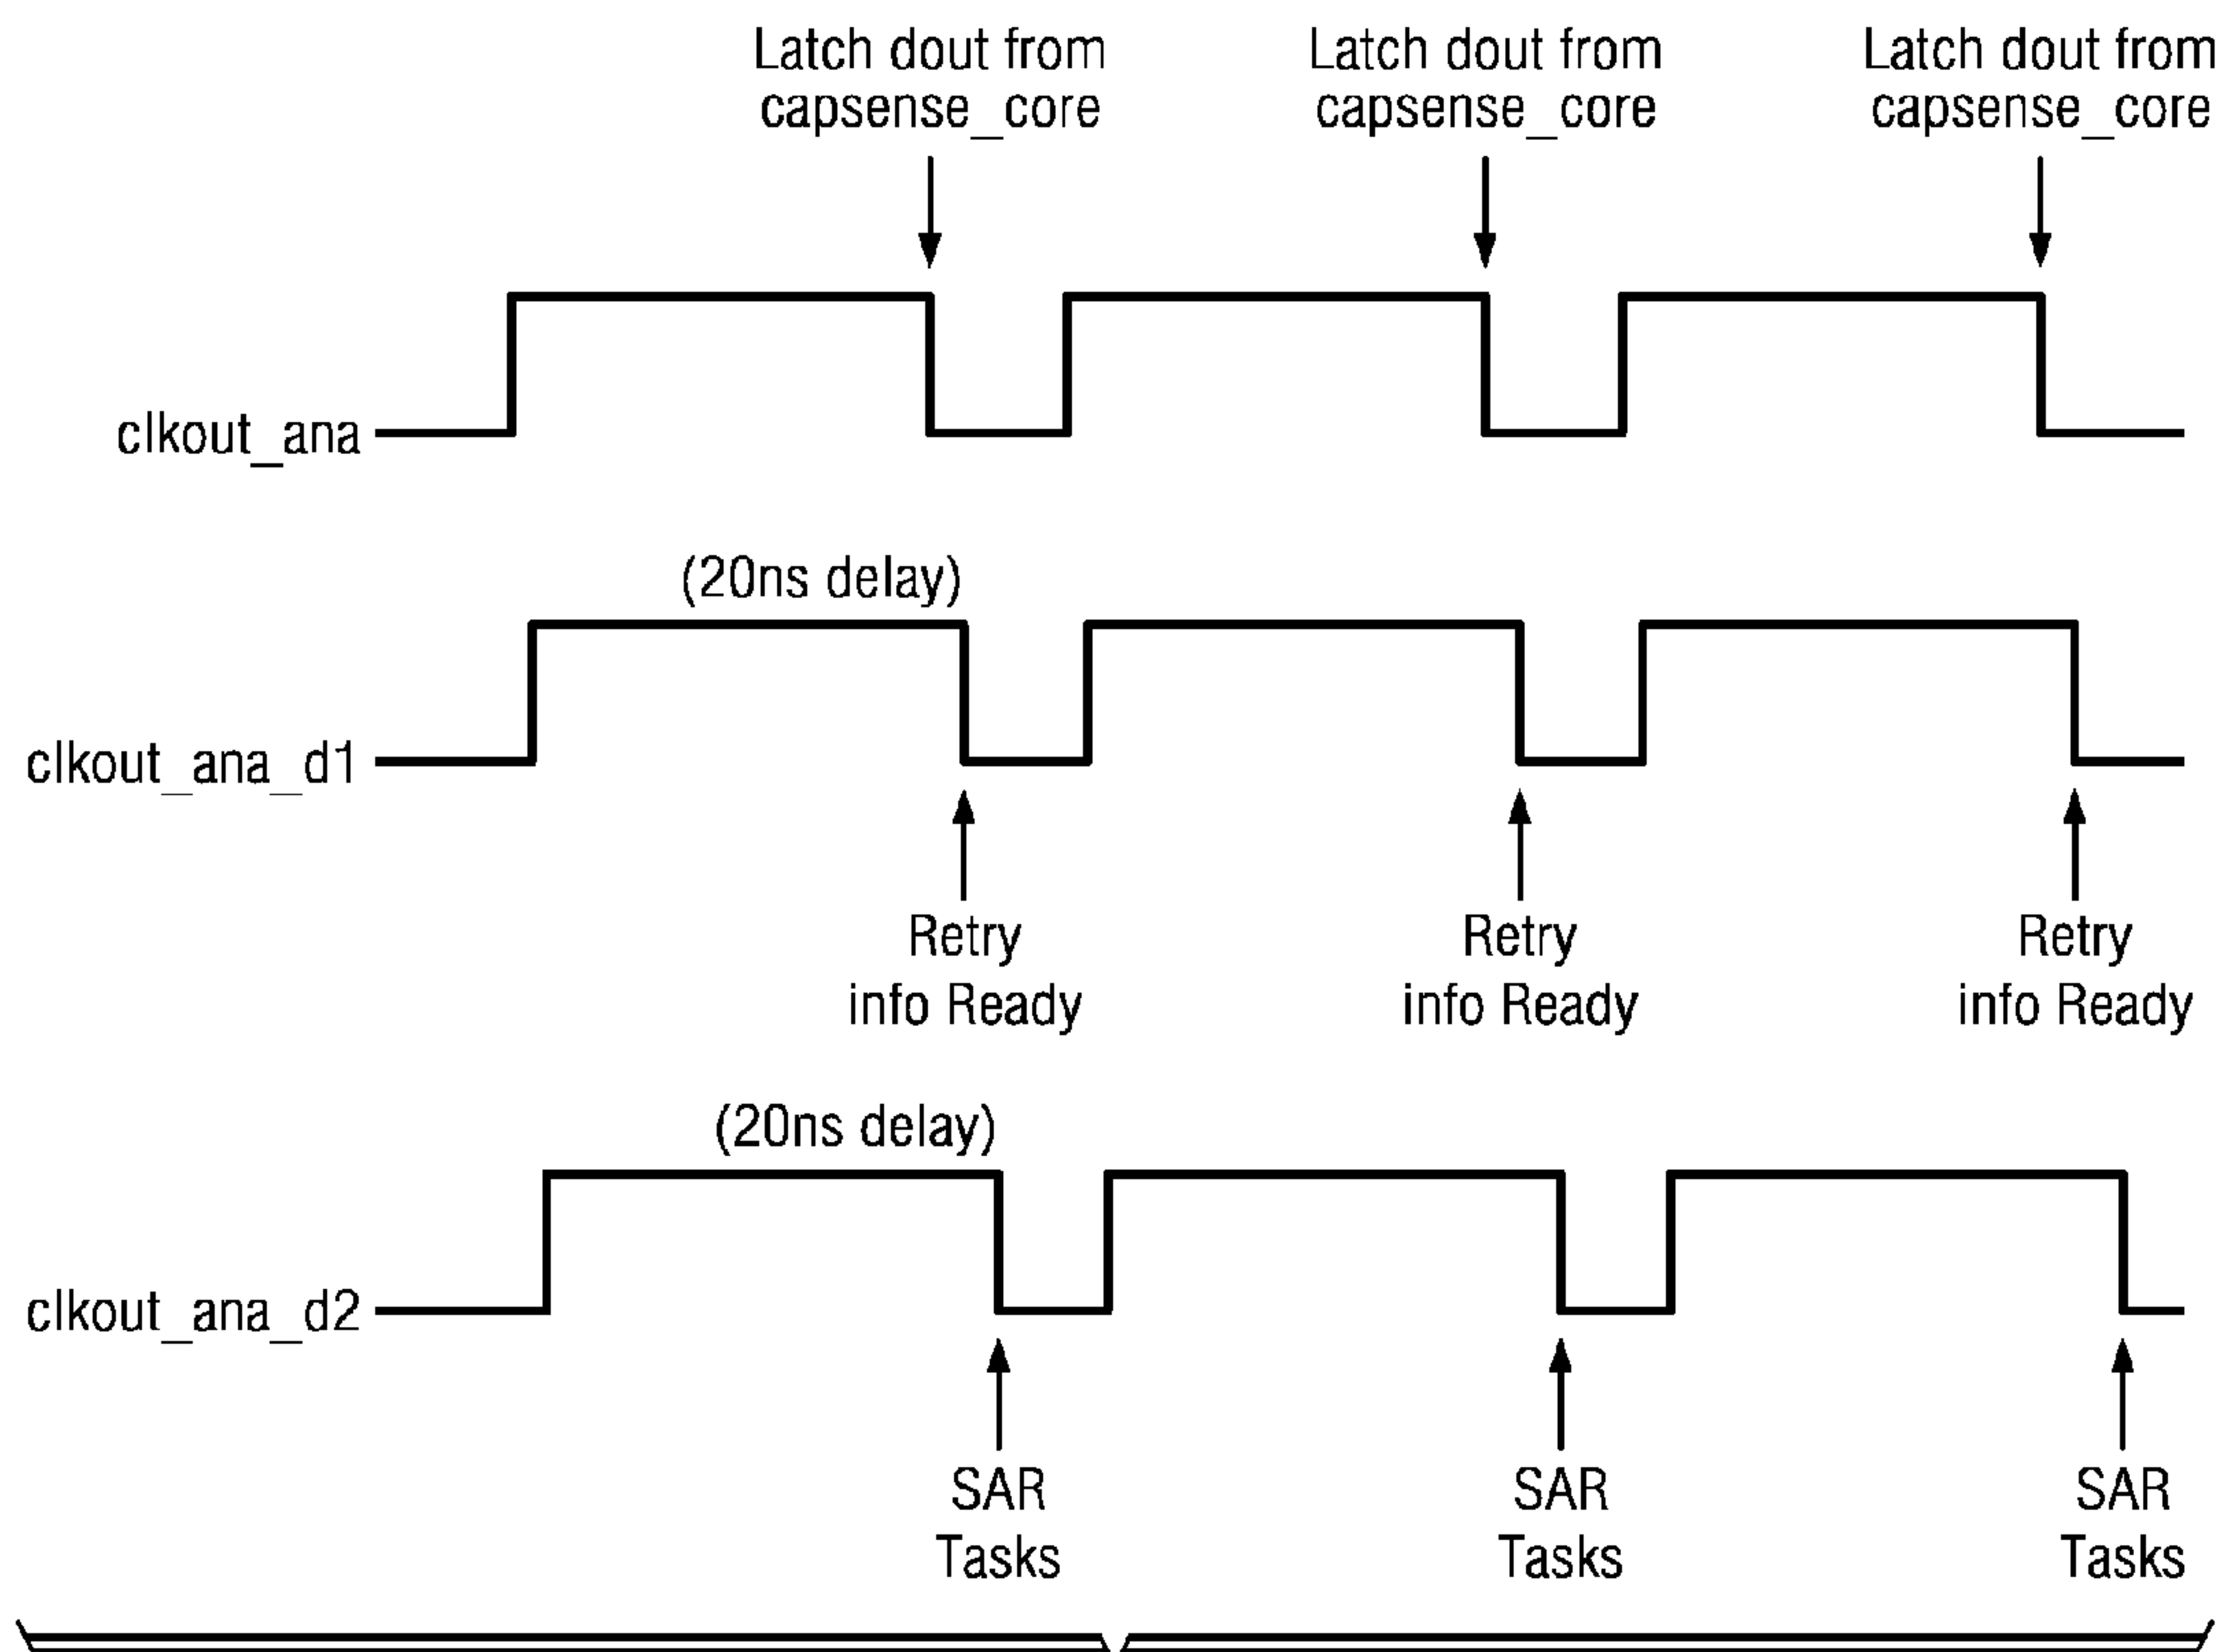 Latch dout from
capsense_core
Latch dout from
capsense_core
Latch dout from
capsense_core
clkout_ana
(20ns delay)
clkout_ana_d1
Retry
info Ready
Retry
info Ready
Retry
info Ready
(20ns delay)
clkout_ana_d2
SAR
Tasks
SAR
Tasks
SAR
Tasks